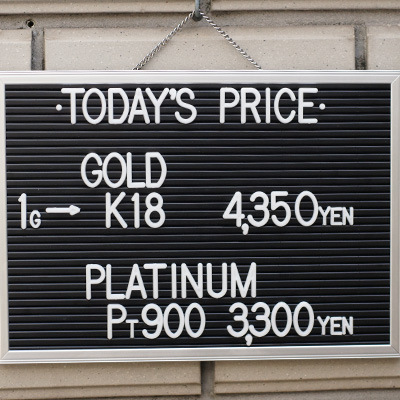 ·TODAY'S PRICE·
GOLD
1G→ K18 4,350YEN
PLATINUM
PT900 3,300YEN